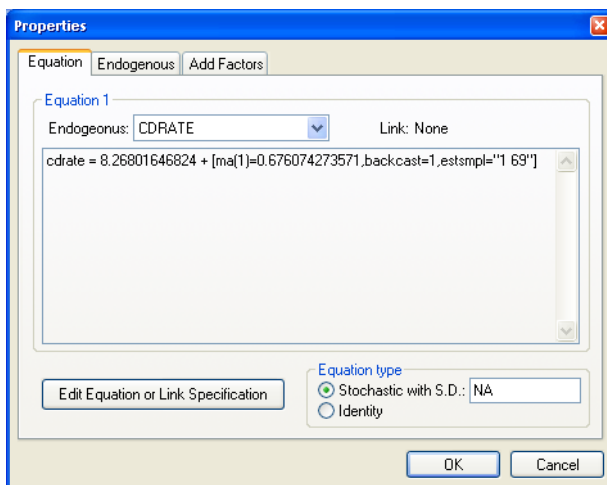 Properties
Equation Endogenous Add Factors
Equation 1
Endogeonus: CDRATE Link: None
cdrate = 8.26801646824 + [ma(1)=0.676074273571,backcast=1,estsmpl="1 69"]
Equation type
Edit Equation or Link Specification Stochastic with S.D.: NA
Identity
OK Cancel